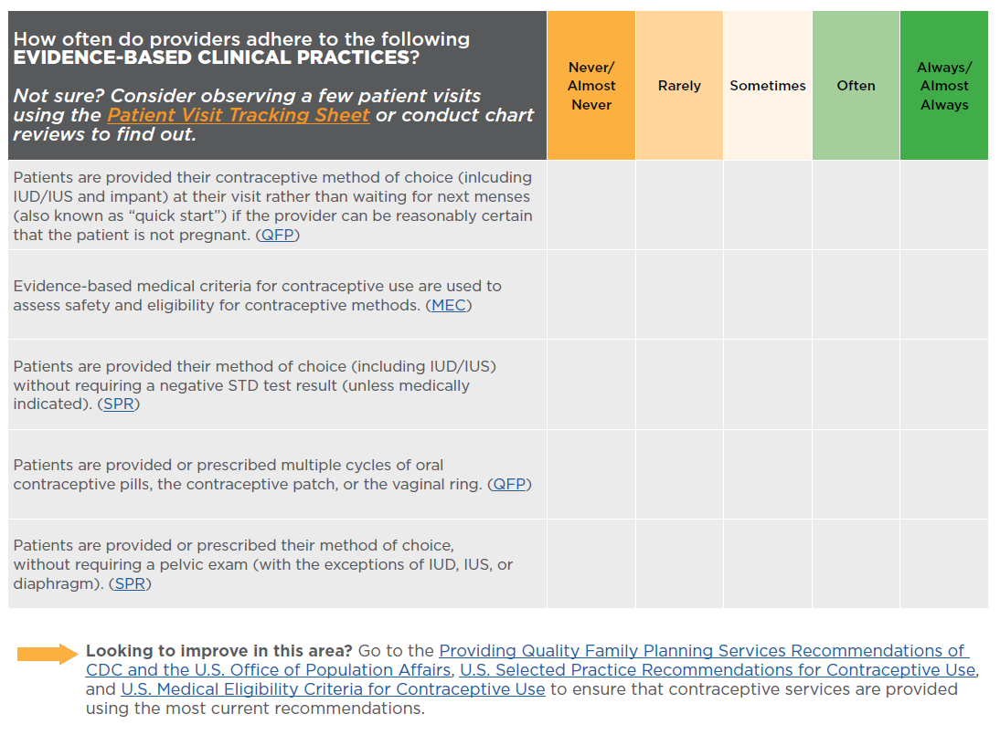 How often do providers adhere to the following
EVIDENCE-BASED CLINICAL PRACTICES?
Not sure? Consider observing a few patient visits
using the Patient Visit Tracking Sheet or conduct chart
reviews to find out.
Never/
Almost
Never
Rarely
Sometimes
Often
Always/
Almost
Always
Patients are provided their contraceptive method of choice (inlcuding
IUD/IUS and impant) at their visit rather than waiting for next menses
(also known as “quick start”) if the provider can be reasonably certain
that the patient is not pregnant. (QFP)
Evidence-based medical criteria for contraceptive use are used to
assess safety and eligibility for contraceptive methods. (MEC)
Patients are provided their method of choice (including IUD/IUS)
without requiring a negative STD test result (unless medically
indicated). (SPR)
Patients are provided or prescribed multiple cycles of oral
contraceptive pills, the contraceptive patch, or the vaginal ring. (QFP)
Patients are provided or prescribed their method of choice,
without requiring a pelvic exam (with the exceptions of IUD, IUS, or
diaphragm). (SPR)
Looking to improve in this area? Go to the Providing Quality Family Planning Services Recommendations of
CDC and the U.S. Office of Population Affairs, U.S. Selected Practice Recommendations for Contraceptive Use,
and U.S. Medical Eligibility Criteria for Contraceptive Use to ensure that contraceptive services are provided
using the most current recommendations.